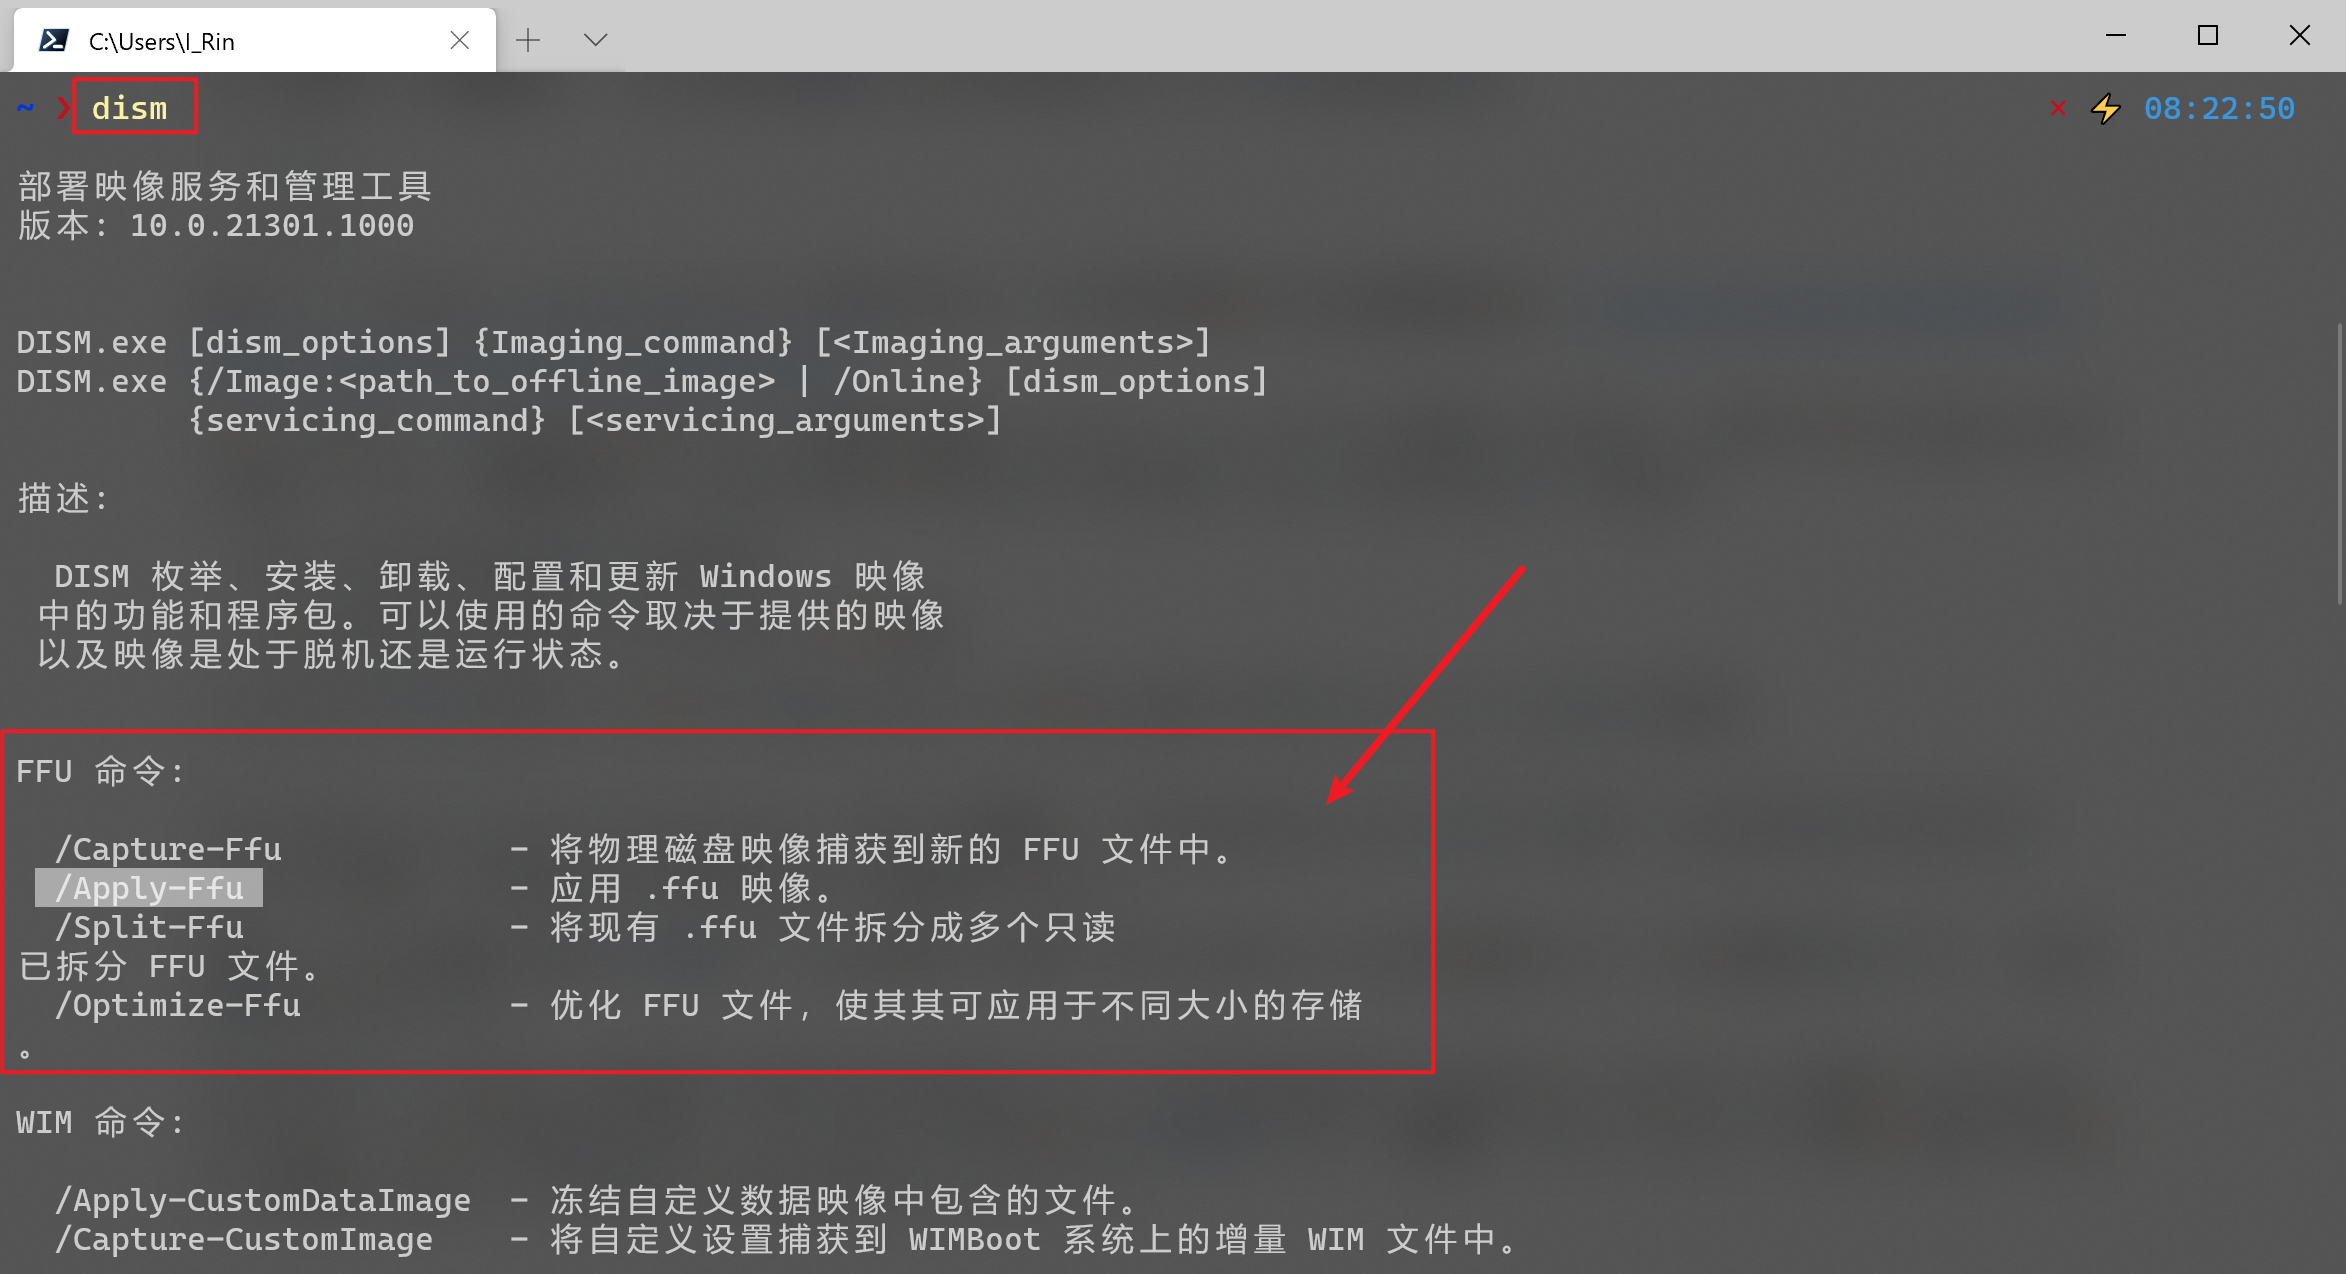 C:\Users\I_Rin
~ ❯ dism
× ⚡ 08:22:50
部署映像服务和管理工具
版本: 10.0.21301.1000
DISM.exe [dism_options] {Imaging_command} [<Imaging_arguments>]
DISM.exe {/Image:<path_to_offline_image> | /Online} [dism_options]
{servicing_command} [<servicing_arguments>]
描述:
DISM 枚举、安装、卸载、配置和更新 Windows 映像
中的功能和程序包。可以使用的命令取决于提供的映像
以及映像是处于脱机还是运行状态。
FFU 命令:
/Capture-Ffu - 将物理磁盘映像捕获到新的 FFU 文件中。
/Apply-Ffu - 应用 .ffu 映像。
/Split-Ffu - 将现有 .ffu 文件拆分成多个只读
已拆分 FFU 文件。
/Optimize-Ffu - 优化 FFU 文件, 使其其可应用于不同大小的存储
。
WIM 命令:
/Apply-CustomDataImage - 冻结自定义数据映像中包含的文件。
/Capture-CustomImage - 将自定义设置捕获到 WIMBoot 系统上的增量 WIM 文件中。